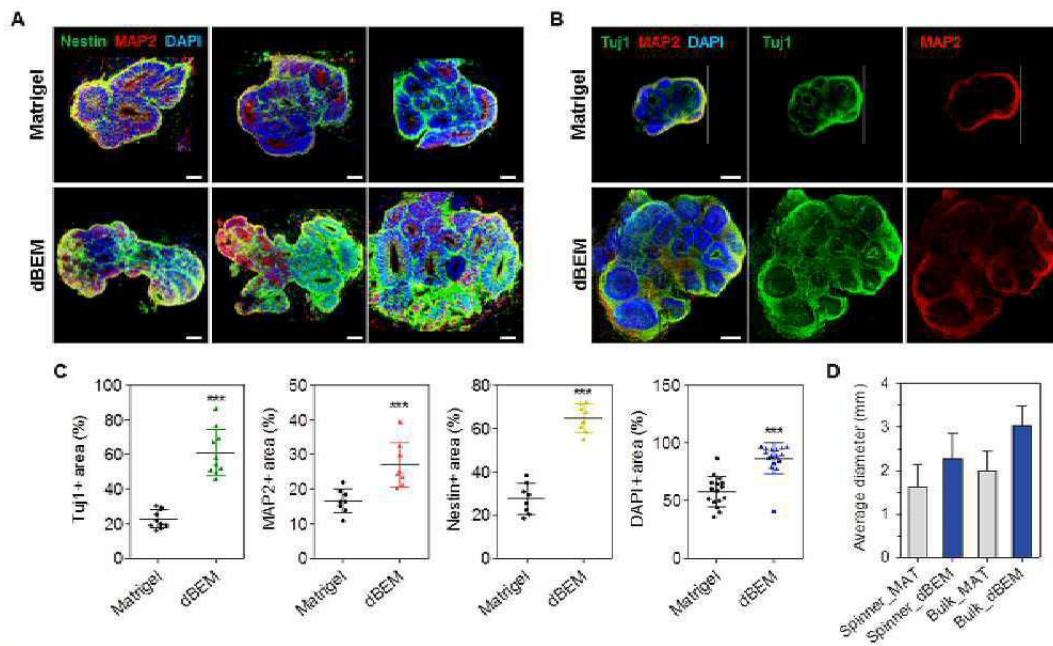 A
B
Nestin MAP2 DAPI
Tuj1 MAP2 DAPI
Tuj1
MAP2
Matrigel
Matrigel
dBEM
dBEM
C
D
Tuj1+ area (%)
100
80
60
40
20
0
***
Matrigel
dBEM
MAP2+ area (%)
50
40
30
20
10
0
***
Matrigel
dBEM
Nestin+ area (%)
80
60
40
20
0
***
Matrigel
dBEM
DAPI+ area (%)
150
100
50
0
***
Matrigel
dBEM
Average diameter (mm)
4
3
2
1
0
Spinner_MAT
Spinner_dBEM
Bulk_MAT
Bulk_dBEM